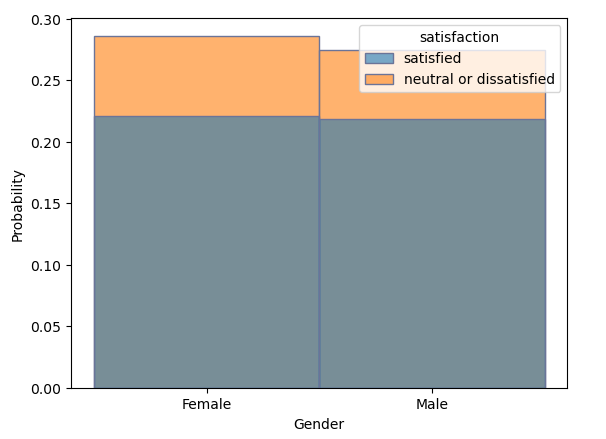 satisfaction
satisfied
neutral or dissatisfied
0.30
0.25
0.20
0.15
0.10
0.05
0.00
Probability
Female
Male
Gender